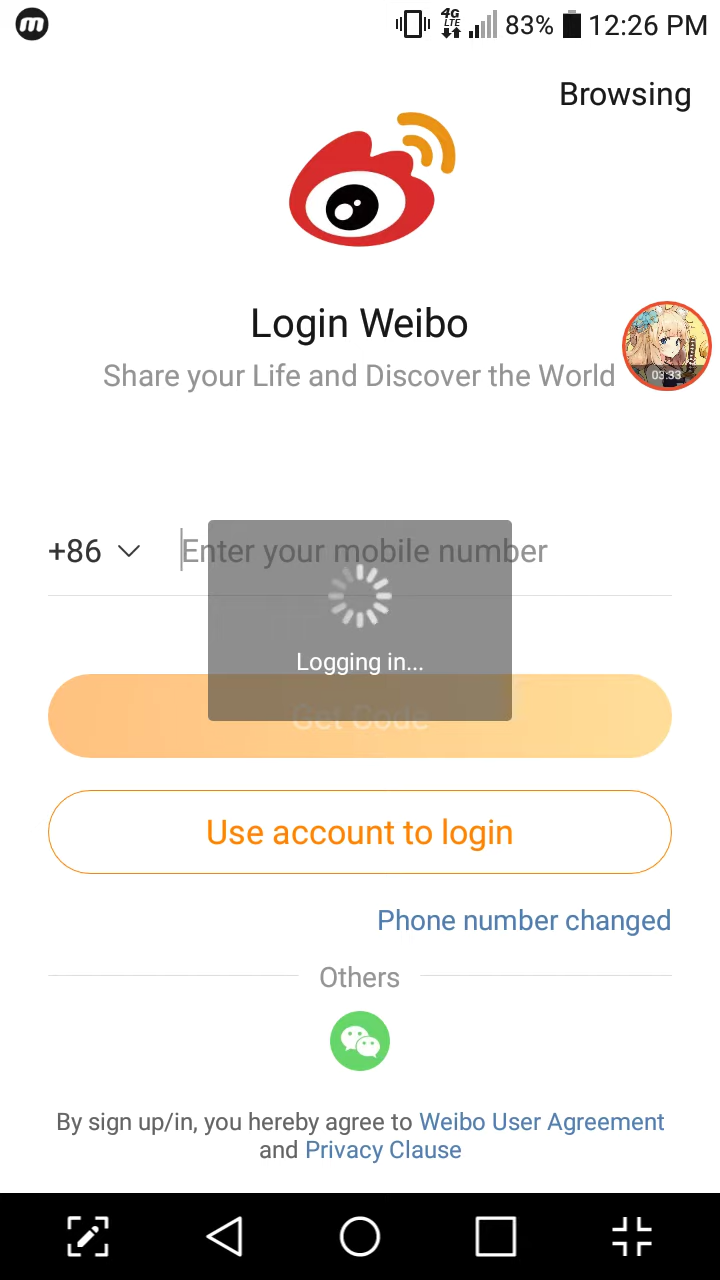 4G
LTE
83%
12:26 PM
Browsing
Login Weibo
03:33
Share your Life and Discover the World
+86
Enter your mobile number
Logging in...
Get Code
Use account to login
Phone number changed
Others
By sign up/in, you hereby agree to Weibo User Agreement
and Privacy Clause